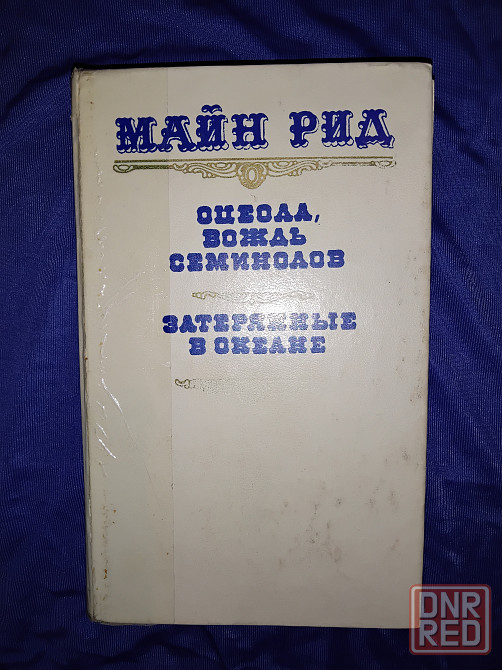 МАЙН РИД
ОЦЕОЛА,
ВОЖДЬ
СЕМИНОЛОВ
ЗАТЕРЯННЫЕ
В ОКЕАНЕ
DNR
RED